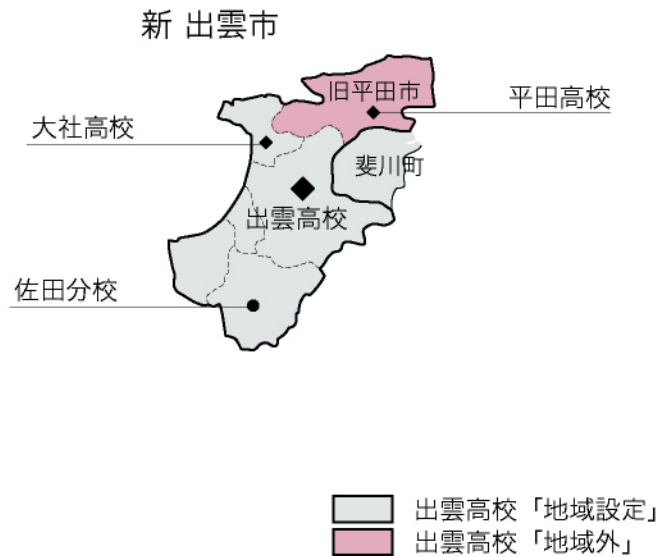 新 出雲市
旧平田市
平田高校
大社高校
斐川町
出雲高校
佐田分校
出雲高校「地域設定」
出雲高校「地域外」